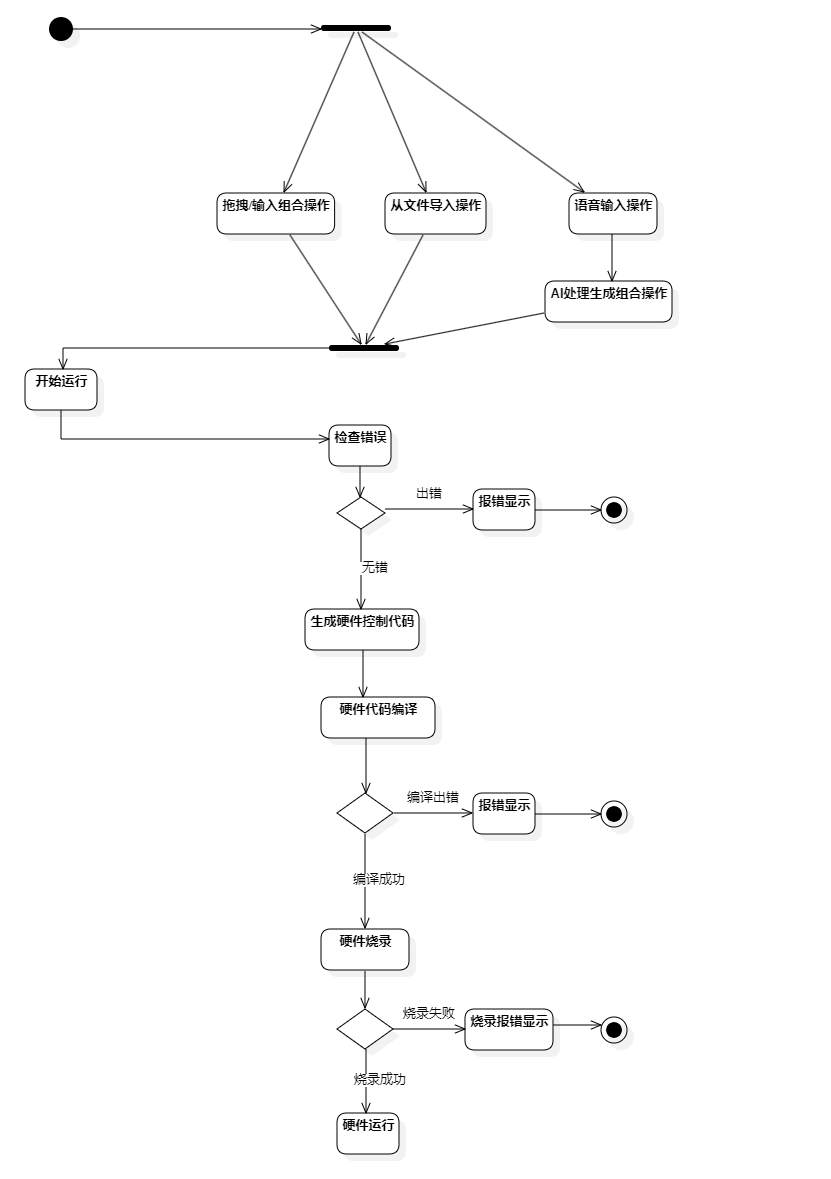 拖拽/输入组合操作
从文件导入操作
语音输入操作
AI处理生成组合操作
开始运行
检查错误
出错
报错显示
无错
生成硬件控制代码
硬件代码编译
编译出错
报错显示
编译成功
硬件烧录
烧录失败
烧录报错显示
烧录成功
硬件运行